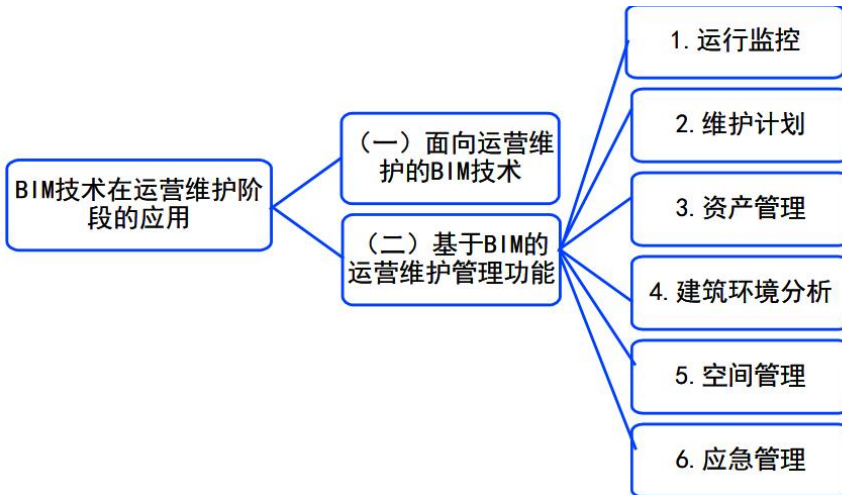 BIM技术在运营维护阶
段的应用
（一）面向运营维
护的BIM技术
（二）基于BIM的
运营维护管理功能
1.运行监控
2.维护计划
3.资产管理
4.建筑环境分析
5.空间管理
6.应急管理